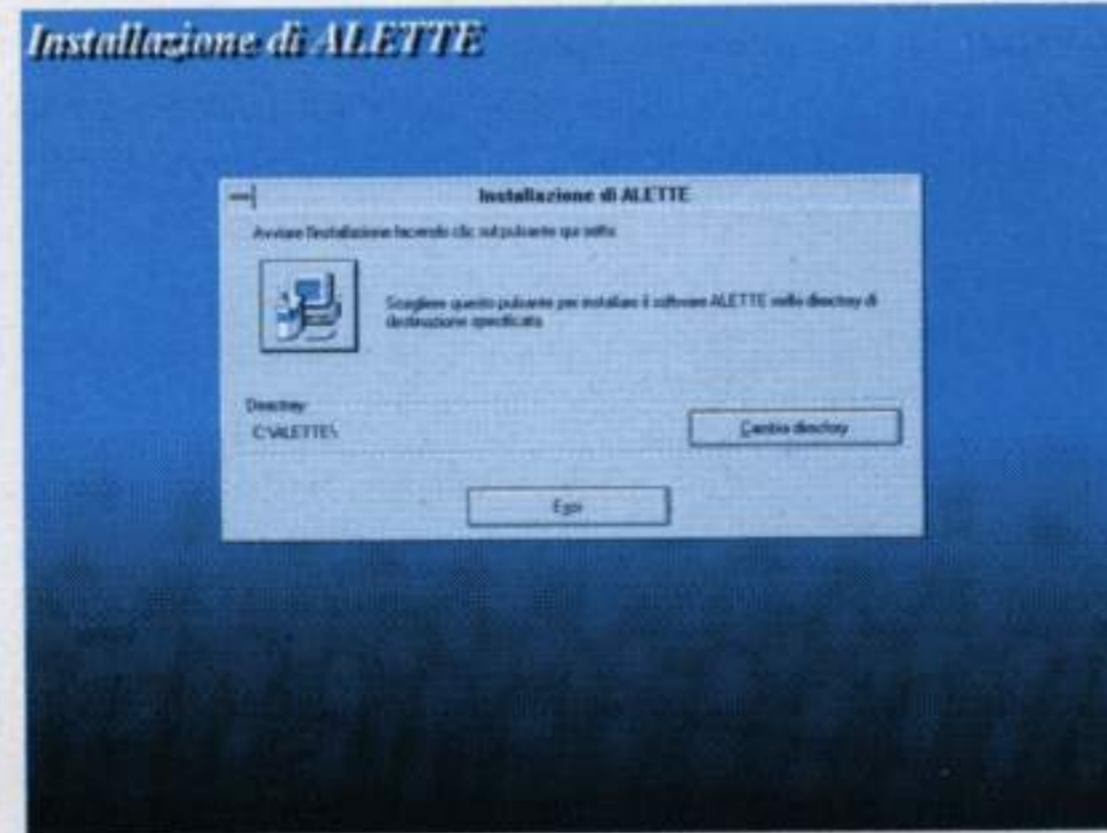 Installazione di ALETTE
Installazione di ALETTE
Avviare l'installazione facendo clic sul pulsante qui sotto.
Scegliere questo pulsante per installare il software ALETTE nella directory di
destinazione specificata.
Directory:
C:\ALETTE\
Cambia directory
Esci